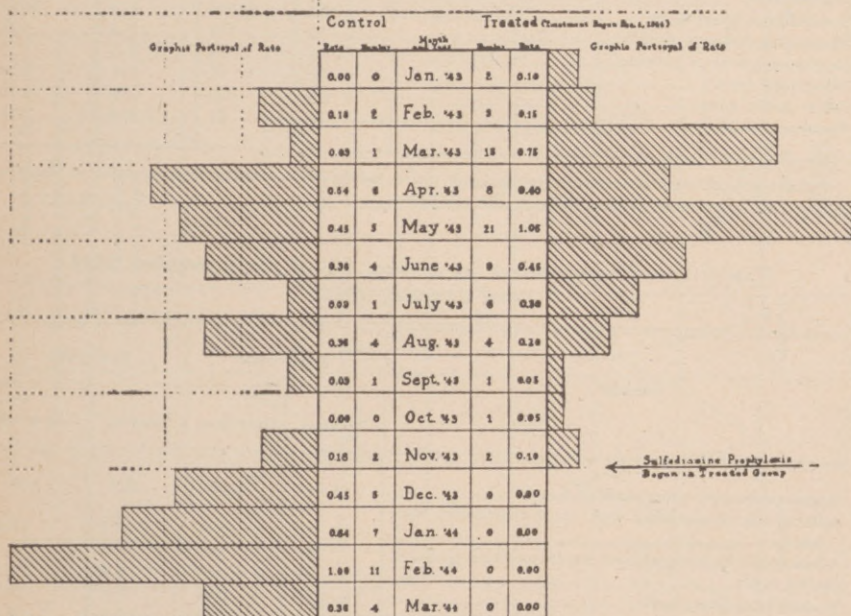 Control Treated (Treatment Begun Dec. 1, 1943)
Graphic Portrayal of Rate Rate Number Month and Year Number Rate Graphic Portrayal of Rate
0.00 0 Jan. '43 2 0.10
0.18 2 Feb. '43 3 0.15
0.09 1 Mar. '43 15 0.75
0.54 6 Apr. '43 8 0.40
0.45 5 May '43 21 1.05
0.36 4 June '43 9 0.45
0.09 1 July '43 6 0.30
0.36 4 Aug. '43 4 0.20
0.09 1 Sept. '43 1 0.05
0.00 0 Oct. '43 1 0.05
0.18 2 Nov. '43 2 0.10
Sulfadiazine Prophylaxis
Begun in Treated Group
0.45 5 Dec. '43 0 0.00
0.64 7 Jan. '44 0 0.00
1.00 11 Feb. '44 0 0.00
0.36 4 Mar. '44 0 0.00